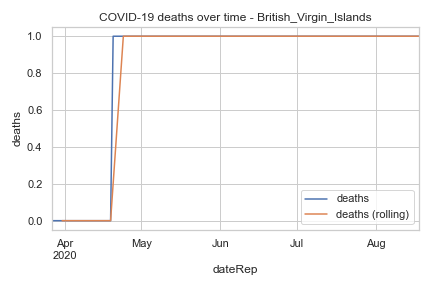 COVID-19 deaths over time - British_Virgin_Islands
deaths
1.0
0.8
0.6
0.4
0.2
0.0
Apr
2020
May
Jun
Jul
Aug
dateRep
deaths
deaths (rolling)